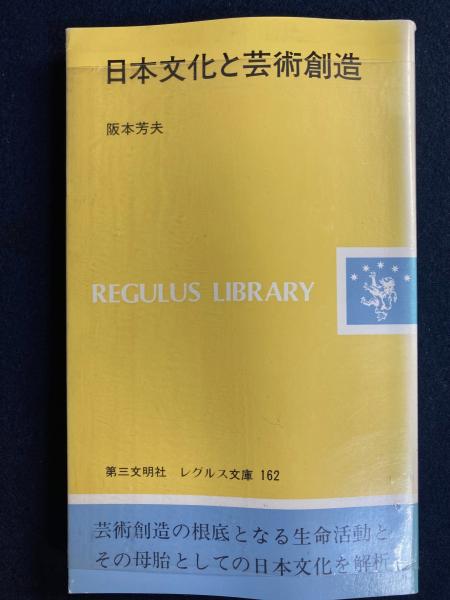 日本文化と芸術創造
阪本芳夫
REGULUS LIBRARY
第三文明社 レグルス文庫 162
芸術創造の根底となる生命活動と
その母胎としての日本文化を解析